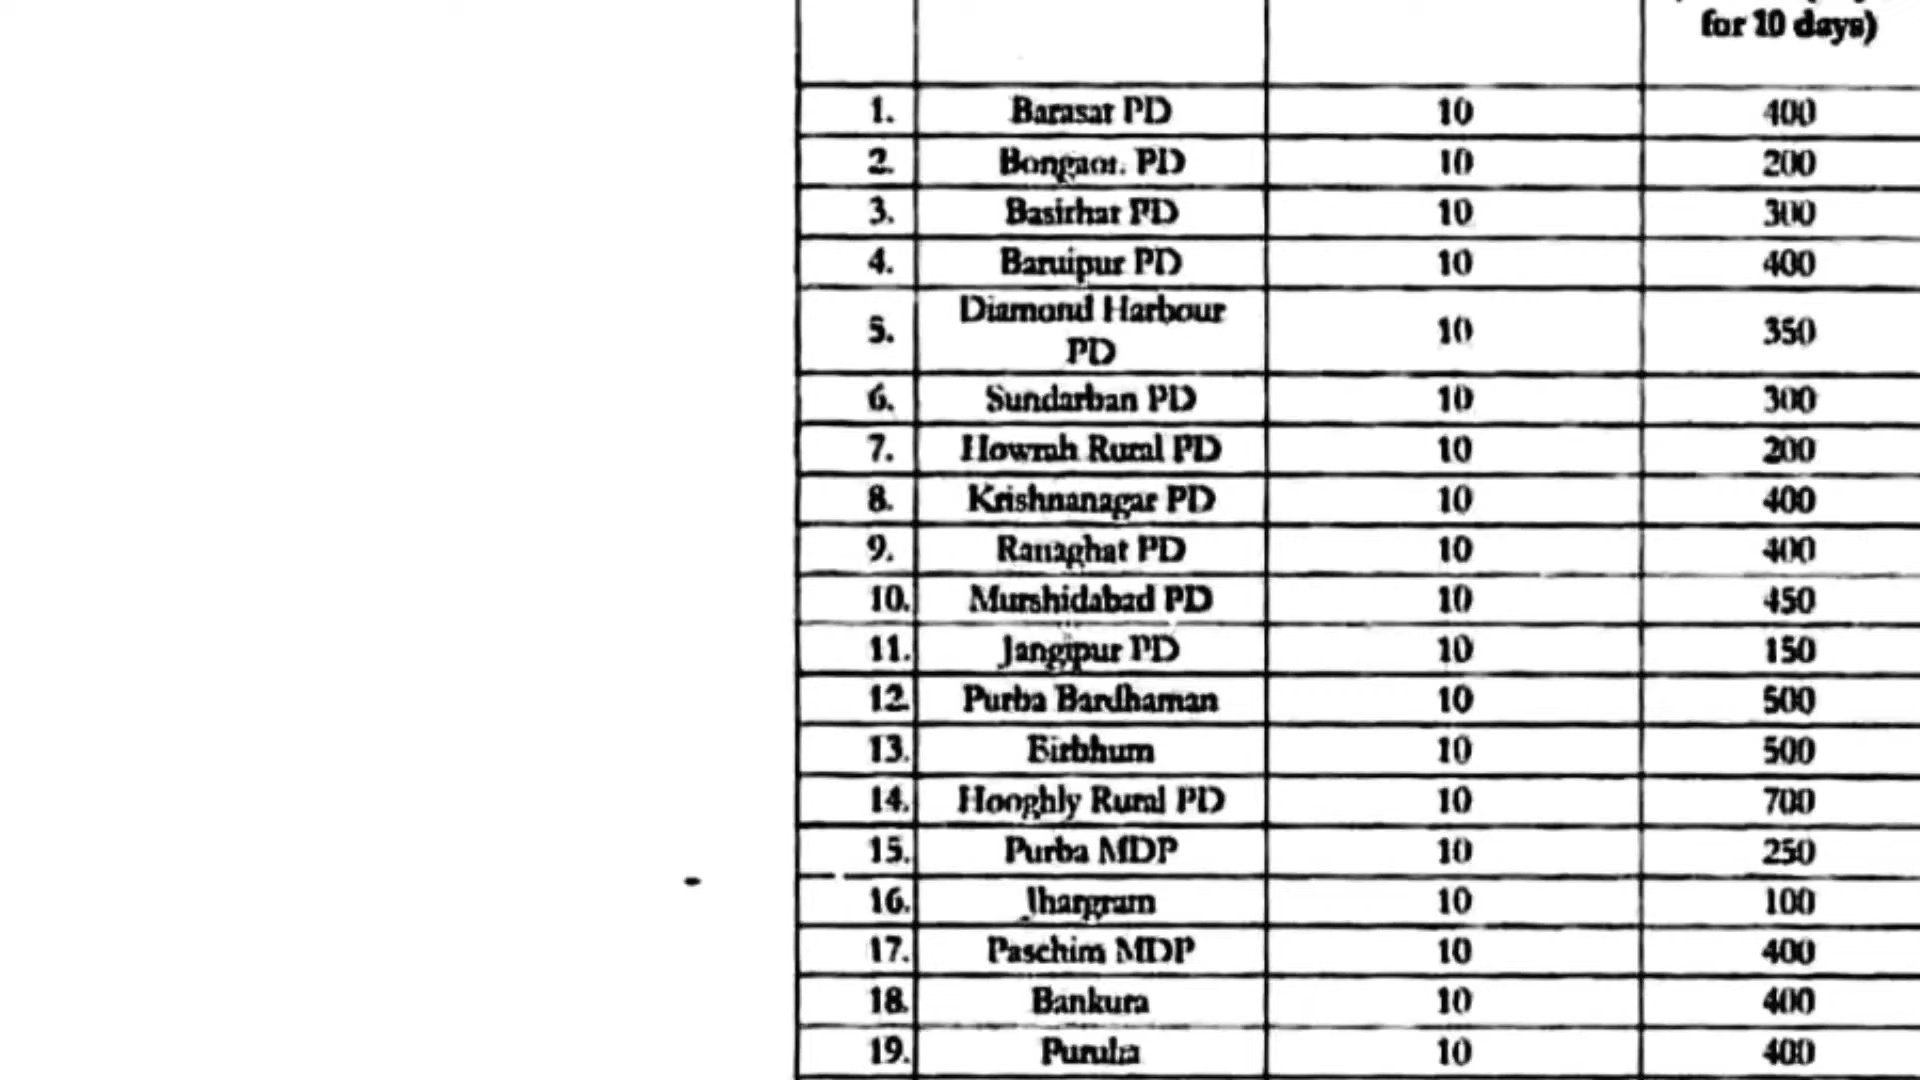 for 10 days)
1. Barasat PD 10 400
2. Bongaon PD 10 200
3. Basirhat PD 10 300
4. Baruipur PD 10 400
5. Diamond Harbour PD 10 350
6. Sundarban PD 10 300
7. Howrah Rural PD 10 200
8. Krishnanagar PD 10 400
9. Ranaghat PD 10 400
10. Murshidabad PD 10 450
11. Jangipur PD 10 150
12. Purba Bardhaman 10 500
13. Birbhum 10 500
14. Hooghly Rural PD 10 700
15. Purba MDP 10 250
16. Jhargram 10 100
17. Paschim MDP 10 400
18. Bankura 10 400
19. Purulia 10 400